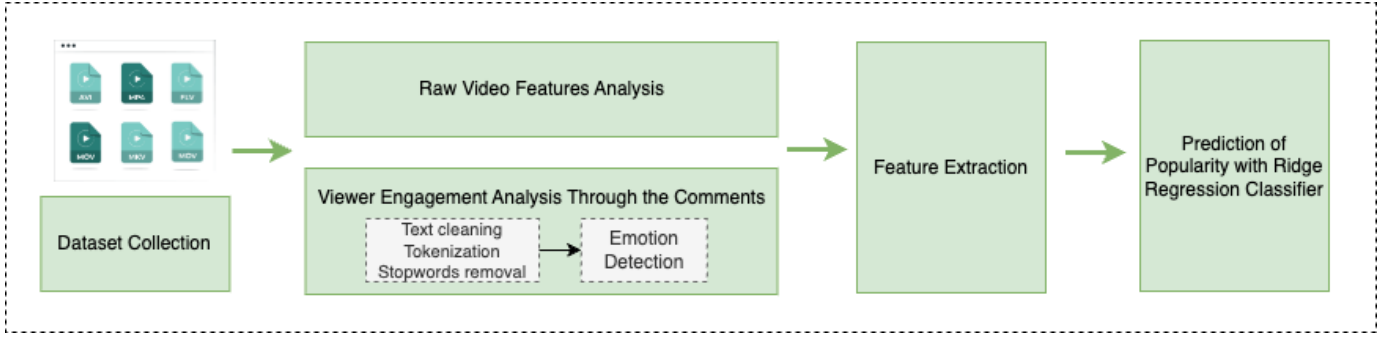 AVI
MP4
FLV
MOV
MKV
MOV
Dataset Collection
Raw Video Features Analysis
Viewer Engagement Analysis Through the Comments
Text cleaning
Tokenization
Stopwords removal
Emotion
Detection
Feature Extraction
Prediction of
Popularity with Ridge
Regression Classifier